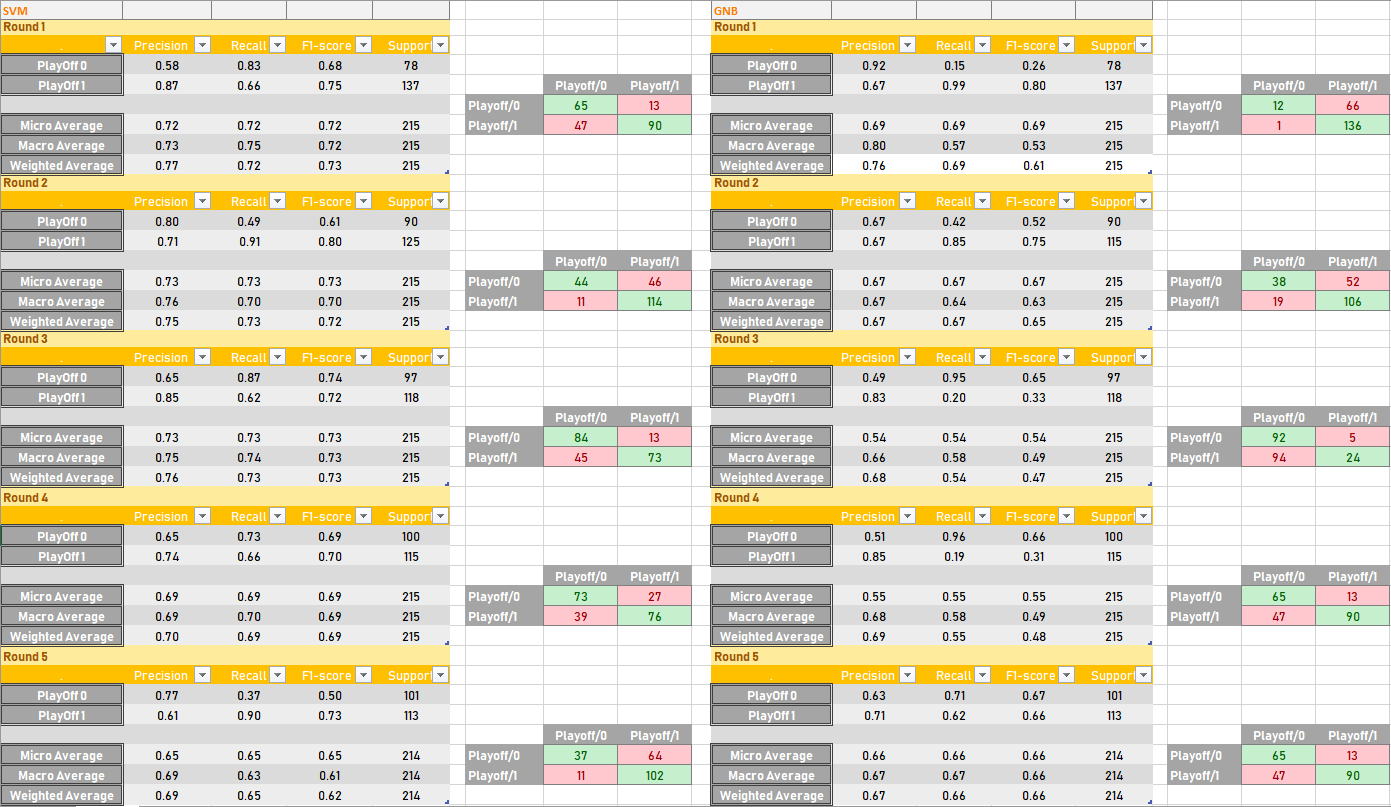 SVM
Round 1
. Precision Recall F1-score Support
PlayOff 0 0.58 0.83 0.68 78
PlayOff 1 0.87 0.66 0.75 137 Playoff/0 Playoff/1
Playoff/0 65 13
Micro Average 0.72 0.72 0.72 215 Playoff/1 47 90
Macro Average 0.73 0.75 0.72 215
Weighted Average 0.77 0.72 0.73 215
Round 2
. Precision Recall F1-score Support
PlayOff 0 0.80 0.49 0.61 90
PlayOff 1 0.71 0.91 0.80 125
Playoff/0 Playoff/1
Micro Average 0.73 0.73 0.73 215 Playoff/0 44 46
Macro Average 0.76 0.70 0.70 215 Playoff/1 11 114
Weighted Average 0.75 0.73 0.72 215
Round 3
. Precision Recall F1-score Support
PlayOff 0 0.65 0.87 0.74 97
PlayOff 1 0.85 0.62 0.72 118
Playoff/0 Playoff/1
Micro Average 0.73 0.73 0.73 215 Playoff/0 84 13
Macro Average 0.75 0.74 0.73 215 Playoff/1 45 73
Weighted Average 0.76 0.73 0.73 215
Round 4
. Precision Recall F1-score Support
PlayOff 0 0.65 0.73 0.69 100
PlayOff 1 0.74 0.66 0.70 115
Playoff/0 Playoff/1
Micro Average 0.69 0.69 0.69 215 Playoff/0 73 27
Macro Average 0.69 0.70 0.69 215 Playoff/1 39 76
Weighted Average 0.70 0.69 0.69 215
Round 5
. Precision Recall F1-score Support
PlayOff 0 0.77 0.37 0.50 101
PlayOff 1 0.61 0.90 0.73 113
Playoff/0 Playoff/1
Micro Average 0.65 0.65 0.65 214 Playoff/0 37 64
Macro Average 0.69 0.63 0.61 214 Playoff/1 11 102
Weighted Average 0.69 0.65 0.62 214
GNB
Round 1
. Precision Recall F1-score Support
PlayOff 0 0.92 0.15 0.26 78
PlayOff 1 0.67 0.99 0.80 137 Playoff/0 Playoff/1
Playoff/0 12 66
Micro Average 0.69 0.69 0.69 215 Playoff/1 1 136
Macro Average 0.80 0.57 0.53 215
Weighted Average 0.76 0.69 0.61 215
Round 2
. Precision Recall F1-score Support
PlayOff 0 0.67 0.42 0.52 90
PlayOff 1 0.67 0.85 0.75 115
Playoff/0 Playoff/1
Micro Average 0.67 0.67 0.67 215 Playoff/0 38 52
Macro Average 0.67 0.64 0.63 215 Playoff/1 19 106
Weighted Average 0.67 0.67 0.65 215
Round 3
. Precision Recall F1-score Support
PlayOff 0 0.49 0.95 0.65 97
PlayOff 1 0.83 0.20 0.33 118
Playoff/0 Playoff/1
Micro Average 0.54 0.54 0.54 215 Playoff/0 92 5
Macro Average 0.66 0.58 0.49 215 Playoff/1 94 24
Weighted Average 0.68 0.54 0.47 215
Round 4
. Precision Recall F1-score Support
PlayOff 0 0.51 0.96 0.66 100
PlayOff 1 0.85 0.19 0.31 115
Playoff/0 Playoff/1
Micro Average 0.55 0.55 0.55 215 Playoff/0 65 13
Macro Average 0.68 0.58 0.49 215 Playoff/1 47 90
Weighted Average 0.69 0.55 0.48 215
Round 5
. Precision Recall F1-score Support
PlayOff 0 0.63 0.71 0.67 101
PlayOff 1 0.71 0.62 0.66 113
Playoff/0 Playoff/1
Micro Average 0.66 0.66 0.66 214 Playoff/0 65 13
Macro Average 0.67 0.67 0.66 214 Playoff/1 47 90
Weighted Average 0.67 0.66 0.66 214